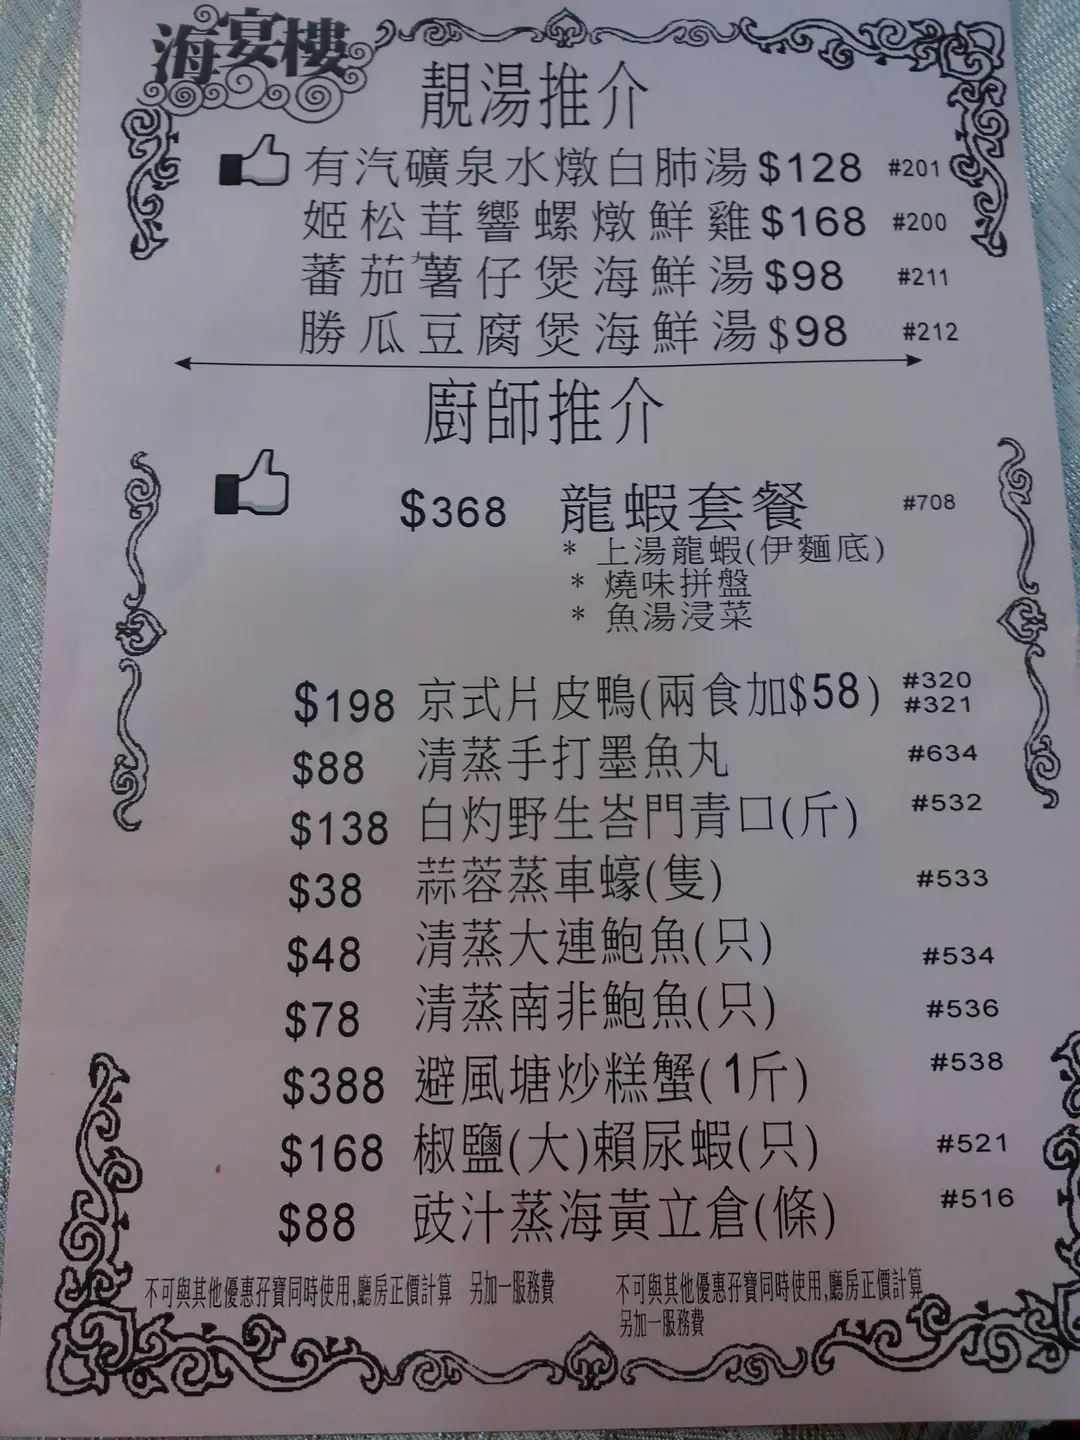 海宴樓
靚湯推介
有汽礦泉水燉白肺湯 $128 #201
姬松茸響螺燉鮮雞 $168 #200
蕃茄薯仔煲海鮮湯 $98 #211
勝瓜豆腐煲海鮮湯 $98 #212
廚師推介
$368 龍蝦套餐 #708
* 上湯龍蝦(伊麵底)
* 燒味拼盤
* 魚湯浸菜
$198 京式片皮鴨(兩食加$58) #320
#321
$88 清蒸手打墨魚丸 #634
$138 白灼野生峇門青口(斤) #532
$38 蒜蓉蒸車蠔(隻) #533
$48 清蒸大連鮑魚(只) #534
$78 清蒸南非鮑魚(只) #536
$388 避風塘炒糕蟹(1斤) #538
$168 椒鹽(大)賴尿蝦(只) #521
$88 豉汁蒸海黃立倉(條) #516
不可與其他優惠孖寶同時使用,廳房正價計算 另加一服務費
不可與其他優惠孖寶同時使用,廳房正價計算
另加一服務費